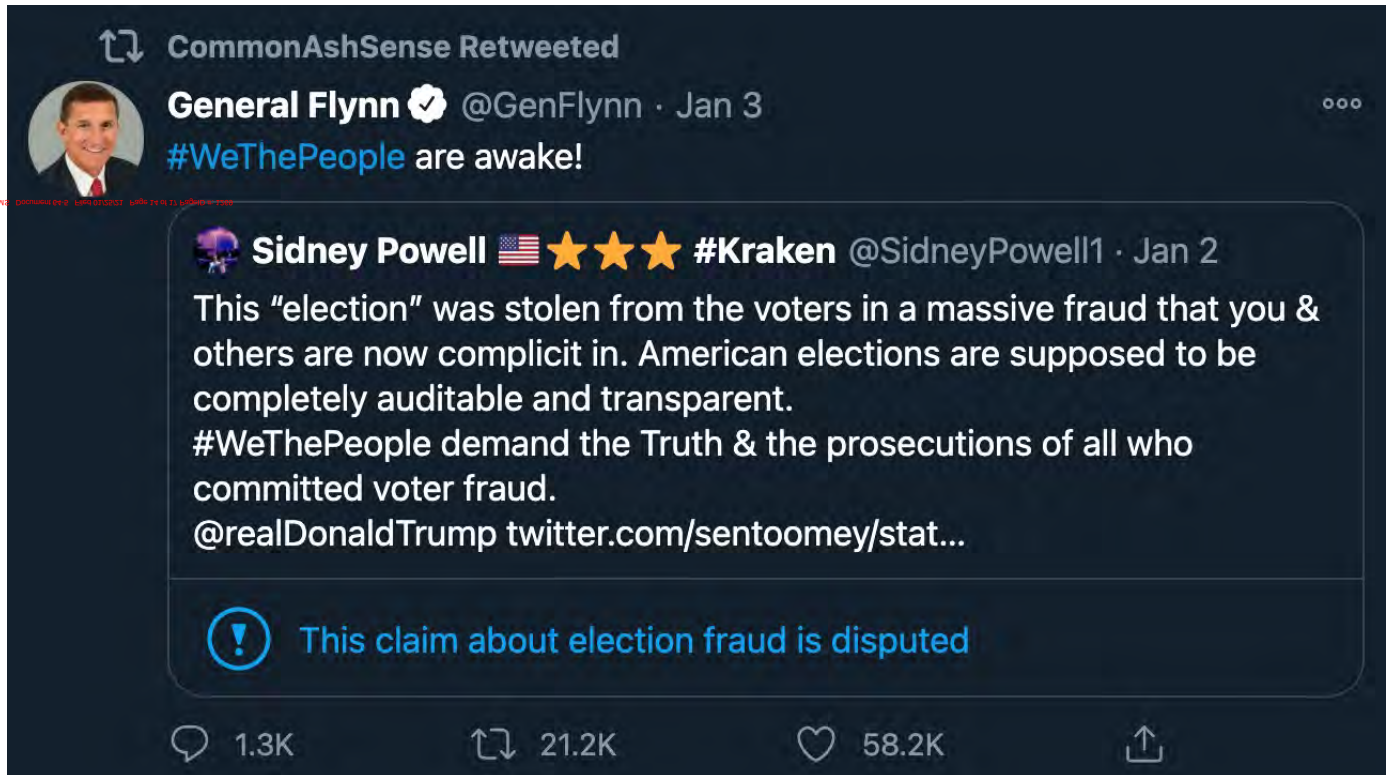 CommonAshSense Retweeted
General Flynn @GenFlynn · Jan 3
#WeThePeople are awake!
Sidney Powell 🇺🇸⭐⭐⭐ #Kraken @SidneyPowell1 · Jan 2
This “election” was stolen from the voters in a massive fraud that you &
others are now complicit in. American elections are supposed to be
completely auditable and transparent.
#WeThePeople demand the Truth & the prosecutions of all who
committed voter fraud.
@realDonaldTrump twitter.com/sentoomey/stat...
This claim about election fraud is disputed
1.3K 21.2K 58.2K